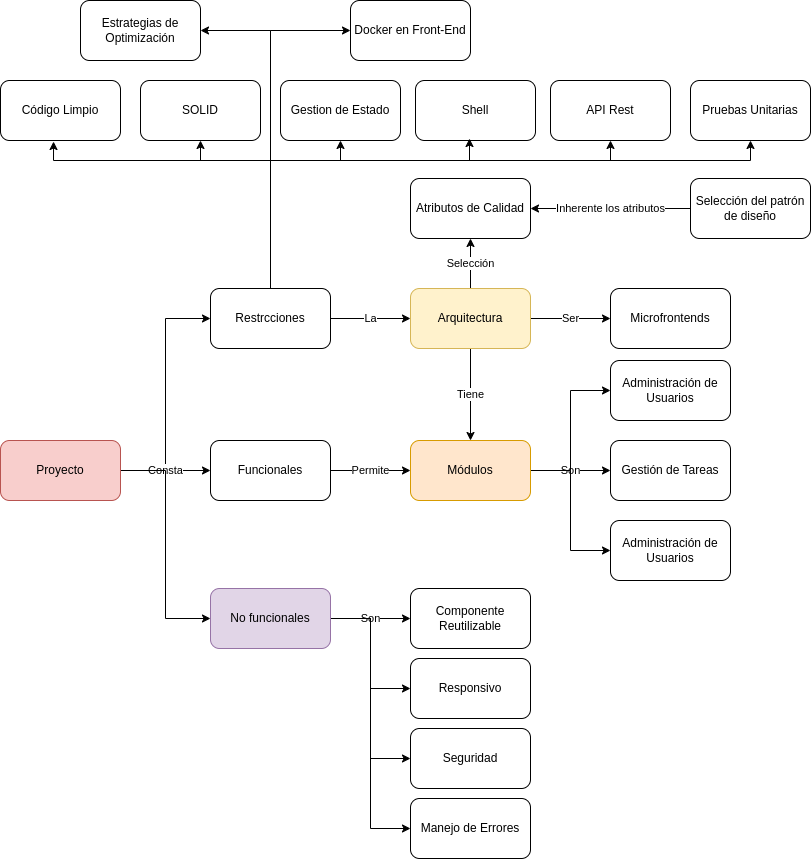 Estrategias de
Optimización
Docker en Front-End
Código Limpio
SOLID
Gestion de Estado
Shell
API Rest
Pruebas Unitarias
Atributos de Calidad
Inherente los atributos
Selección del patrón
de diseño
Selección
Restrcciones
La
Arquitectura
Ser
Microfrontends
Tiene
Administración de
Usuarios
Proyecto
Consta
Funcionales
Permite
Módulos
Son
Gestión de Tareas
Administración de
Usuarios
No funcionales
Son
Componente
Reutilizable
Responsivo
Seguridad
Manejo de Errores